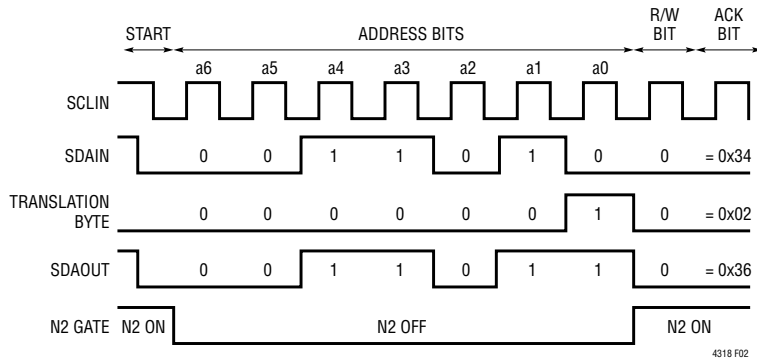 START ADDRESS BITS R/W BIT ACK BIT
a6 a5 a4 a3 a2 a1 a0
SCLIN
SDAIN 0 0 1 1 0 1 0 0 = 0x34
TRANSLATION BYTE 0 0 0 0 0 0 1 0 = 0x02
SDAOUT 0 0 1 1 0 1 1 0 = 0x36
N2 GATE N2 ON N2 OFF N2 ON
4318 F02